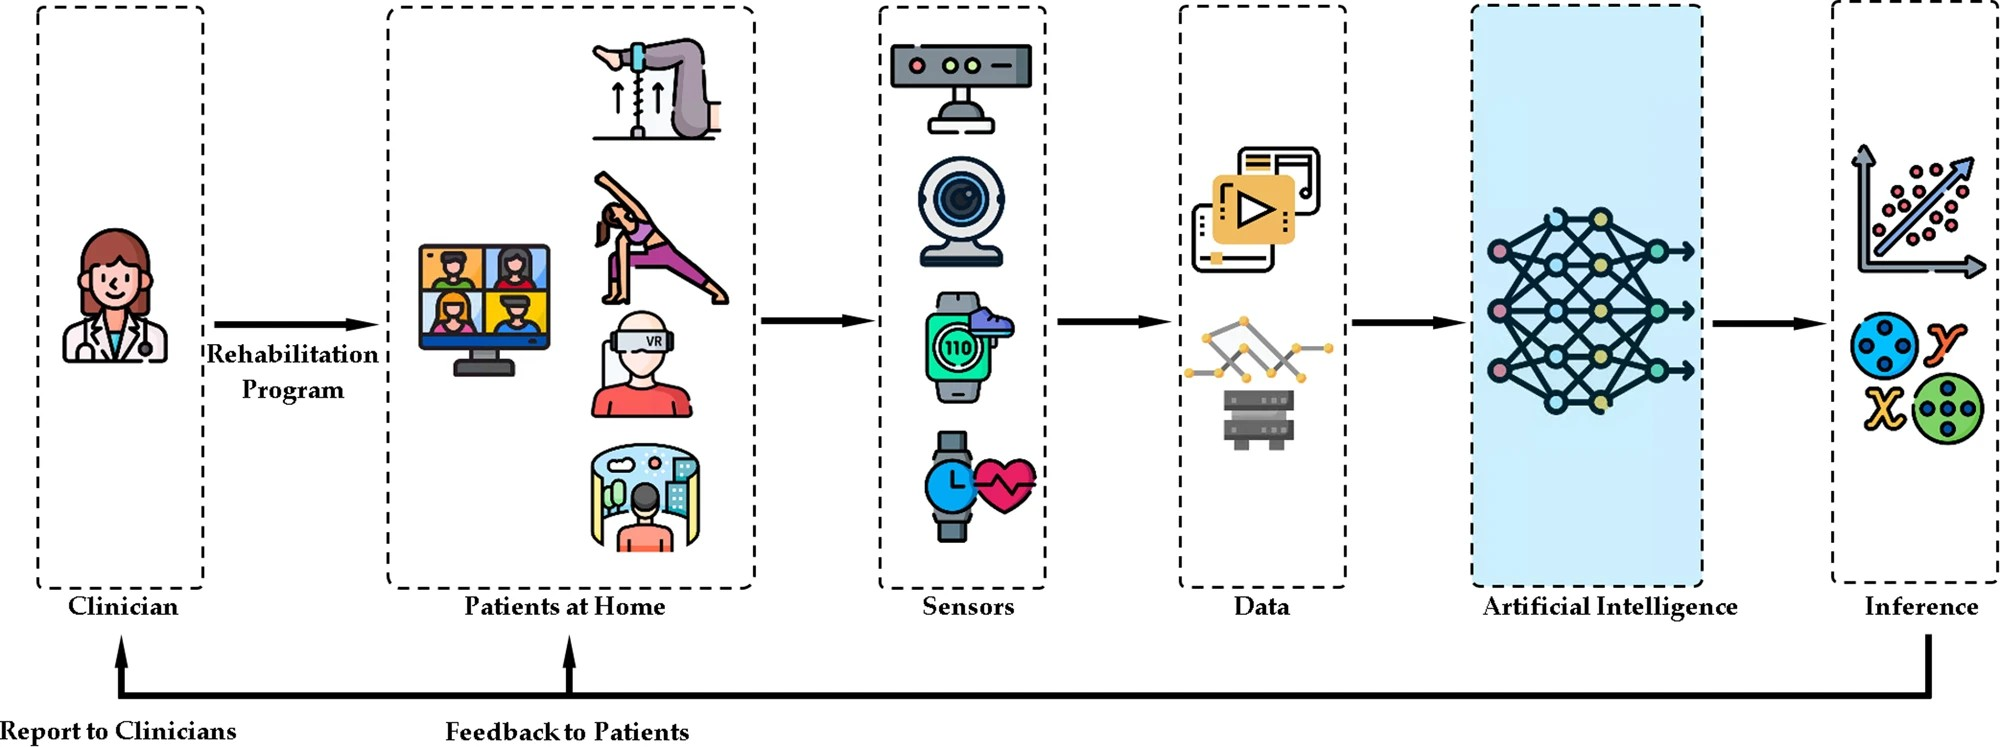 VR
110
y
x
Rehabilitation
Program
Clinician
Patients at Home
Sensors
Data
Artificial Intelligence
Inference
Report to Clinicians
Feedback to Patients